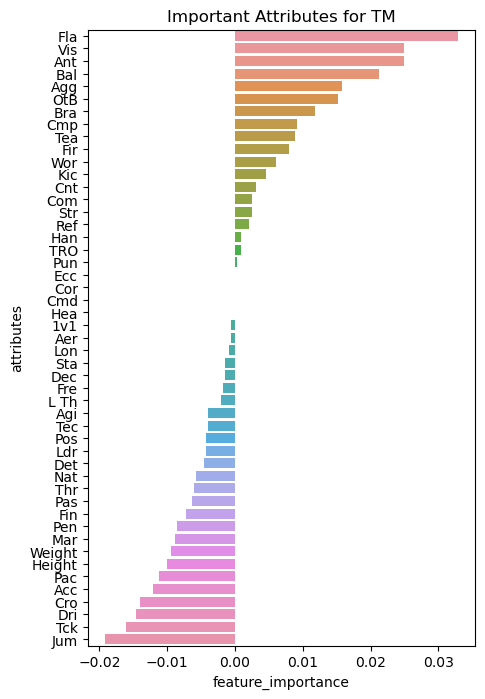 Important Attributes for TM
Fla
Vis
Ant
Bal
Agg
OtB
Bra
Cmp
Tea
Fir
Wor
Kic
Cnt
Com
Str
Ref
Han
TRO
Pun
Ecc
Cor
Cmd
Hea
1v1
Aer
Lon
Sta
Dec
Fre
L Th
Agi
Tec
Pos
Ldr
Det
Nat
Thr
Pas
Fin
Pen
Mar
Weight
Height
Pac
Acc
Cro
Dri
Tck
Jum
attributes
−0.02 −0.01 0.00 0.01 0.02 0.03
feature_importance